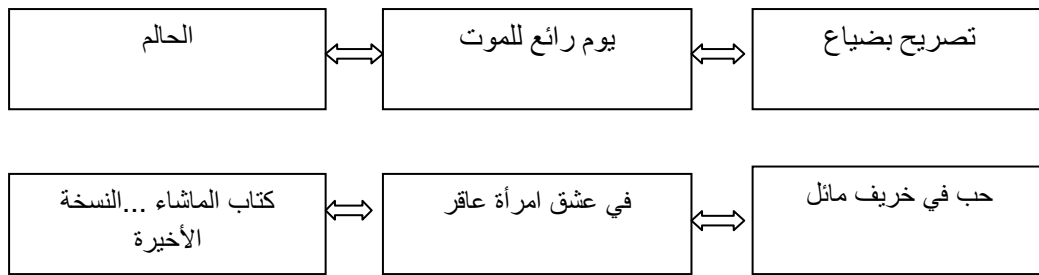 تصريح بضياع
يوم رائع للموت
الحالم
حب في خريف مائل
في عشق امرأة عاقر
كتاب الماشاء ...النسخة
الأخيرة